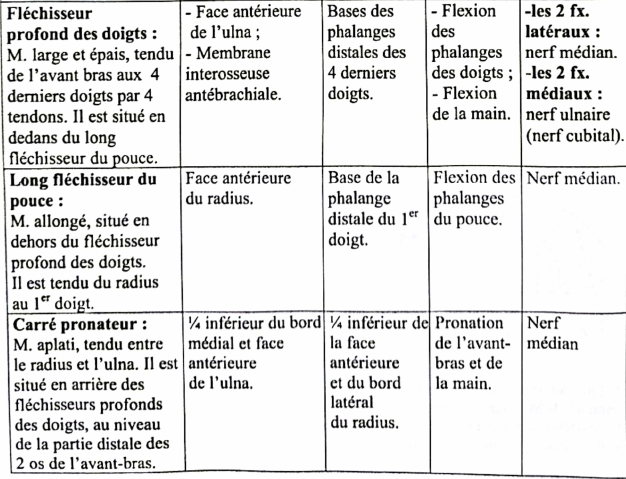 Fléchisseur
profond des doigts :
M. large et épais, tendu
de l'avant bras aux 4
derniers doigts par 4
tendons. Il est situé en
dedans du long
fléchisseur du pouce.
- Face antérieure
de l'ulna ;
- Membrane
interosseuse
antébrachiale.
Bases des
phalanges
distales des
4 derniers
doigts.
- Flexion
des
phalanges
des doigts ;
- Flexion
de la main.
-les 2 fx.
latéraux :
nerf médian.
-les 2 fx.
médiaux :
nerf ulnaire
(nerf cubital).
Long fléchisseur du
pouce :
M. allongé, situé en
dehors du fléchisseur
profond des doigts.
Il est tendu du radius
au 1er doigt.
Face antérieure
du radius.
Base de la
phalange
distale du 1er
doigt.
Flexion des
phalanges
du pouce.
Nerf médian.
Carré pronateur :
M. aplati, tendu entre
le radius et l'ulna. Il est
situé en arrière des
fléchisseurs profonds
des doigts, au niveau
de la partie distale des
2 os de l'avant-bras.
¼ inférieur du bord
médial et face
antérieure
de l'ulna.
¼ inférieur de
la face
antérieure
et du bord
latéral
du radius.
Pronation
de l'avant-
bras et de
la main.
Nerf
médian